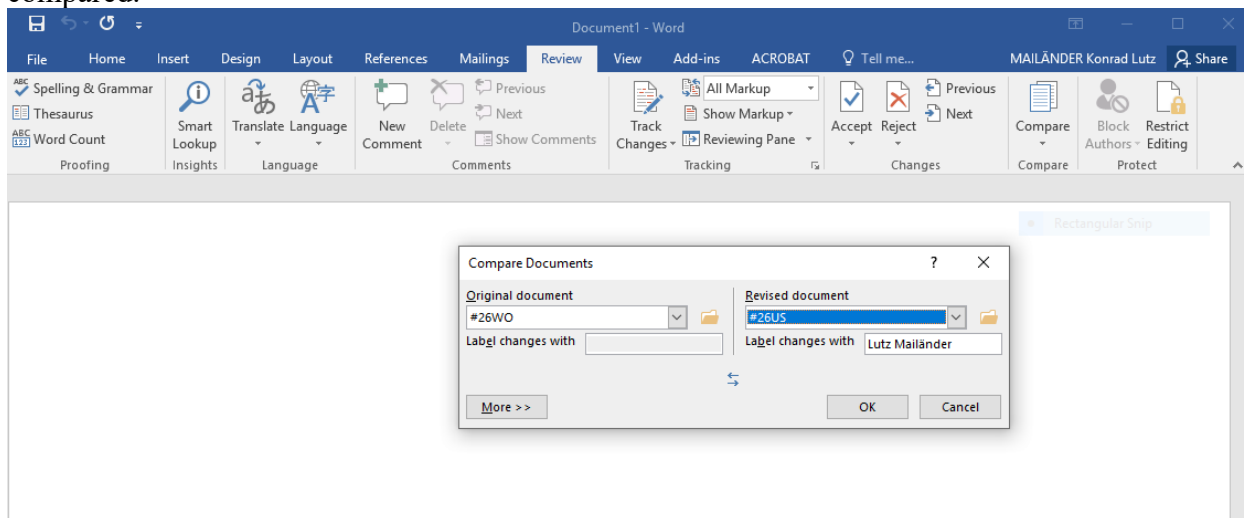 compared.
Document1 - Word
File Home Insert Design Layout References Mailings Review View Add-ins ACROBAT Tell me... MAILÄNDER Konrad Lutz Share
ABC Spelling & Grammar
Thesaurus
ABC 123 Word Count
Proofing
Smart Lookup
Insights
Translate Language
Language
New Comment
Delete
Previous
Next
Show Comments
Comments
Track Changes
All Markup
Show Markup
Reviewing Pane
Tracking
Accept Reject
Previous
Next
Changes
Compare
Compare
Block Authors
Restrict Editing
Protect
Rectangular Snip
Compare Documents ? ×
Original document Revised document
#26WO #26US
Label changes with Label changes with Lutz Mailänder
More >> OK Cancel